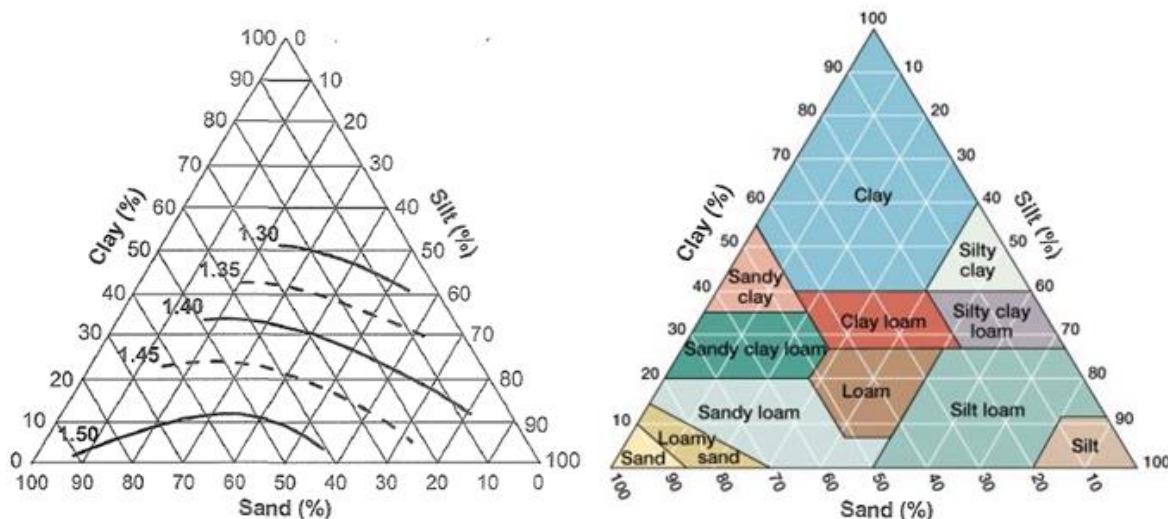 100 0
90 10
80 20
70 30
60 40
Clay (%)
Silt (%)
1.30
50 50
1.35
40 60
1.40
30 70
1.45
20 80
10 90
1.50
0 100
100 90 80 70 60 50 40 30 20 10 0
Sand (%)
100
90 10
80 20
70 30
Clay
60 40
Clay (%)
Silt (%)
50 50
Silty
clay
Sandy
clay
40 60
Clay loam
Silty clay
loam
30 70
Sandy clay loam
20 80
Loam
Sandy loam
Silt loam
10 90
Loamy
sand
Sand
Silt
100
100 90 80 70 60 50 40 30 20 10
Sand (%)